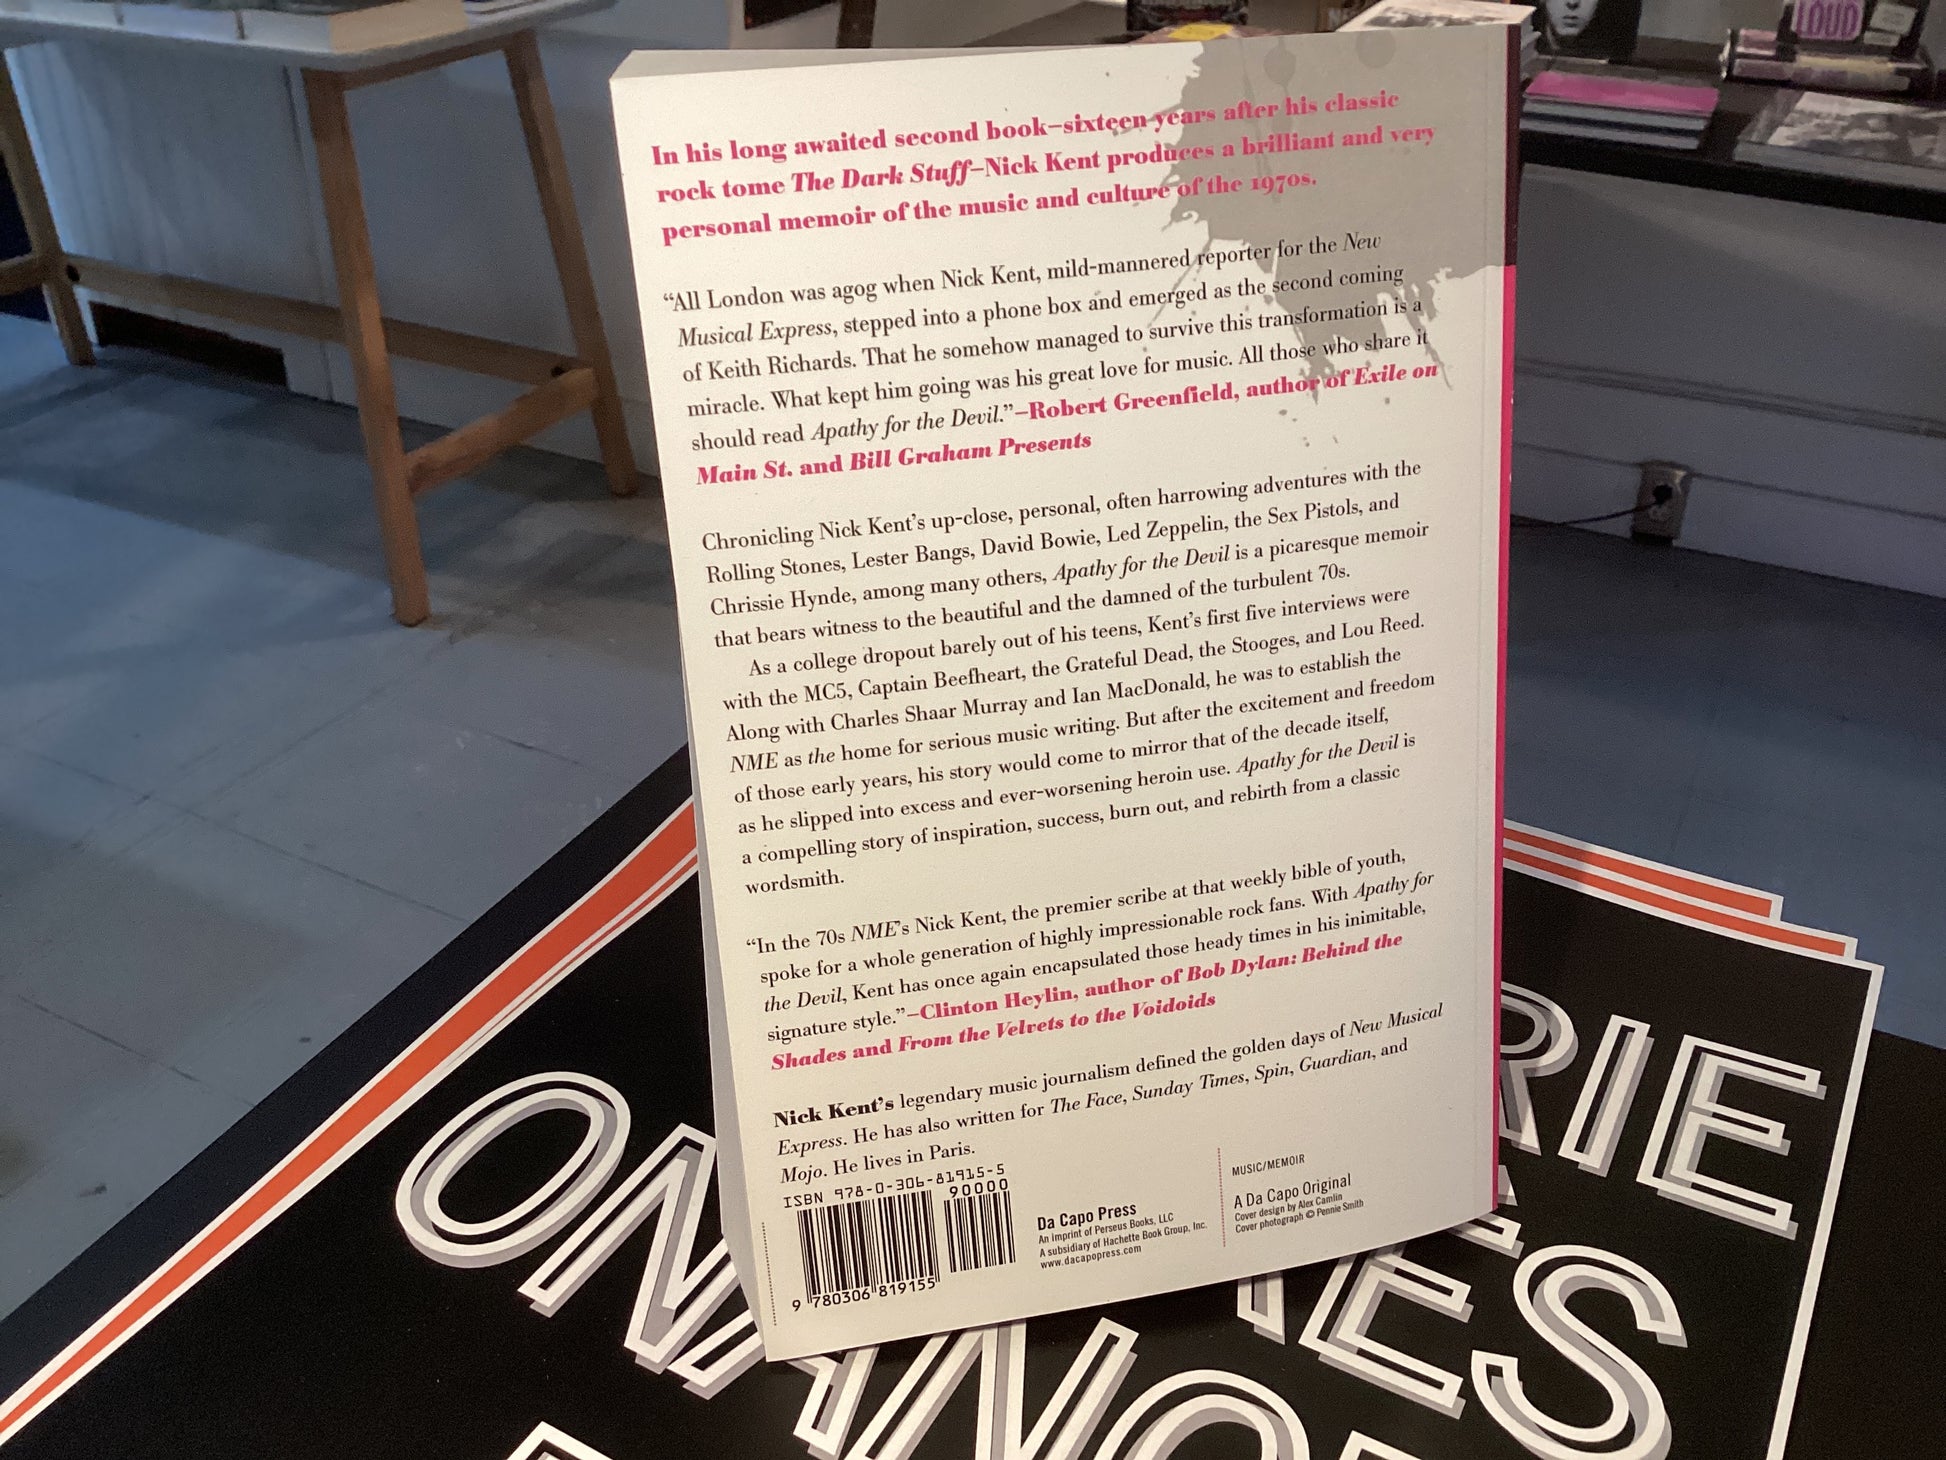 In his long awaited second book—sixteen years after his classic
rock tome The Dark Stuff—Nick Kent produces a brilliant and very
personal memoir of the music and culture of the 1970s.
“All London was agog when Nick Kent, mild-mannered reporter for the New
Musical Express, stepped into a phone box and emerged as the second coming
of Keith Richards. That he somehow managed to survive this transformation is a
miracle. What kept him going was his great love for music. All those who share it
should read Apathy for the Devil.”—Robert Greenfield, author of Exile on
Main St. and Bill Graham Presents
Chronicling Nick Kent’s up-close, personal, often harrowing adventures with the
Rolling Stones, Lester Bangs, David Bowie, Led Zeppelin, the Sex Pistols, and
Chrissie Hynde, among many others, Apathy for the Devil is a picaresque memoir
that bears witness to the beautiful and the damned of the turbulent 70s.
As a college dropout barely out of his teens, Kent’s first five interviews were
with the MC5, Captain Beefheart, the Grateful Dead, the Stooges, and Lou Reed.
Along with Charles Shaar Murray and Ian MacDonald, he was to establish the
NME as the home for serious music writing. But after the excitement and freedom
of those early years, his story would come to mirror that of the decade itself,
as he slipped into excess and ever-worsening heroin use. Apathy for the Devil is
a compelling story of inspiration, success, burn out, and rebirth from a classic
wordsmith.
“In the 70s NME’s Nick Kent, the premier scribe at that weekly bible of youth,
spoke for a whole generation of highly impressionable rock fans. With Apathy for
the Devil, Kent has once again encapsulated those heady times in his inimitable,
signature style.”—Clinton Heylin, author of Bob Dylan: Behind the
Shades and From the Velvets to the Voidoids
Nick Kent’s legendary music journalism defined the golden days of New Musical
Express. He has also written for The Face, Sunday Times, Spin, Guardian, and
Mojo. He lives in Paris.
ISBN 978-0-306-81915-5
90000
9 780306 819155
Da Capo Press
An imprint of Perseus Books, LLC
A subsidiary of Hachette Book Group, Inc.
www.dacapopress.com
MUSIC/MEMOIR
A Da Capo Original
Cover design by Alex Camlin
Cover photograph © Pennie Smith
LOUD